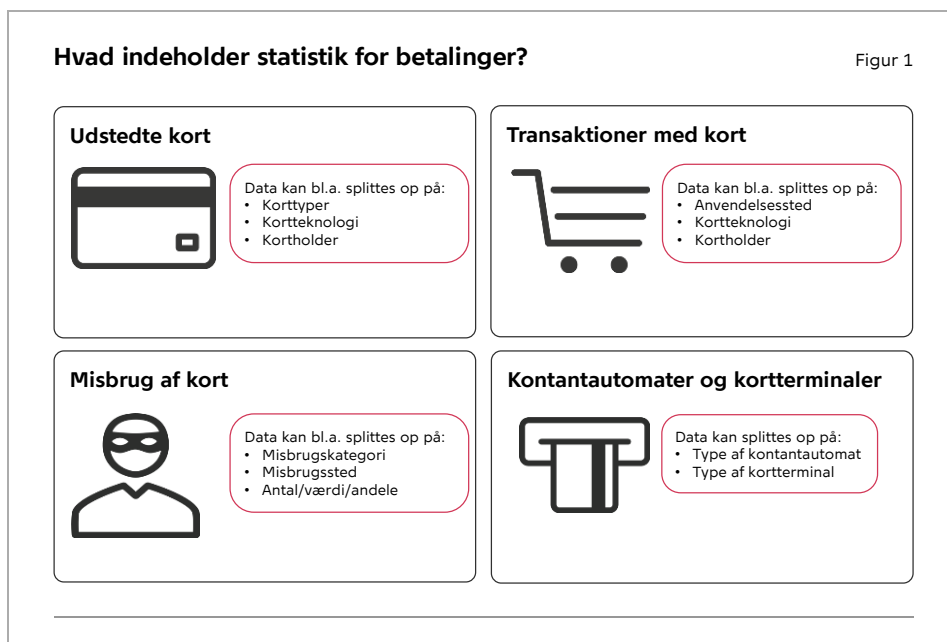 Hvad indeholder statistik for betalinger?
Figur 1
Udstedte kort
Data kan bl.a. splittes op på:
• Korttyper
• Kortteknologi
• Kortholder
Transaktioner med kort
Data kan bl.a. splittes op på:
• Anvendelsessted
• Kortteknologi
• Kortholder
Misbrug af kort
Data kan bl.a. splittes op på:
• Misbrugskategori
• Misbrugssted
• Antal/værdi/andele
Kontantautomater og kortterminaler
Data kan splittes op på:
• Type af kontantautomat
• Type af kortterminal